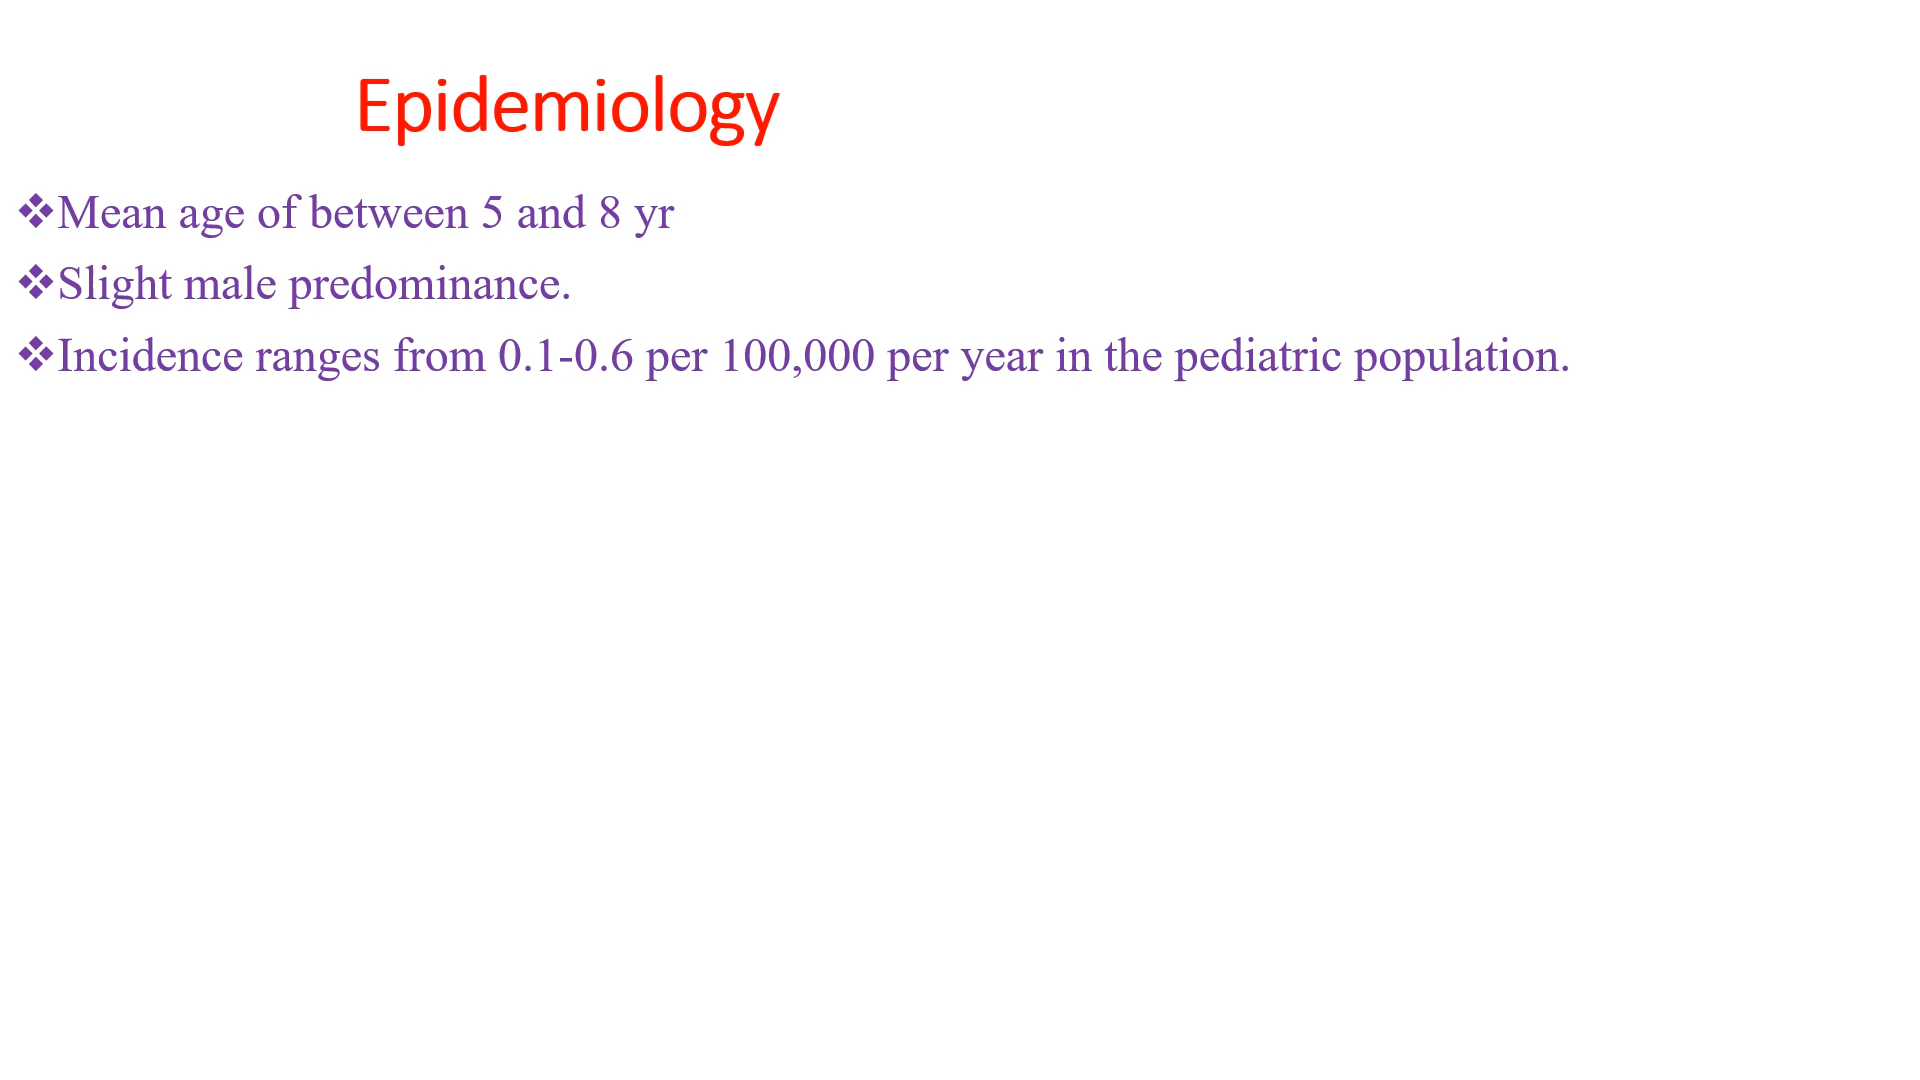 Epidemiology
❖Mean age of between 5 and 8 yr
❖Slight male predominance.
❖Incidence ranges from 0.1-0.6 per 100,000 per year in the pediatric population.